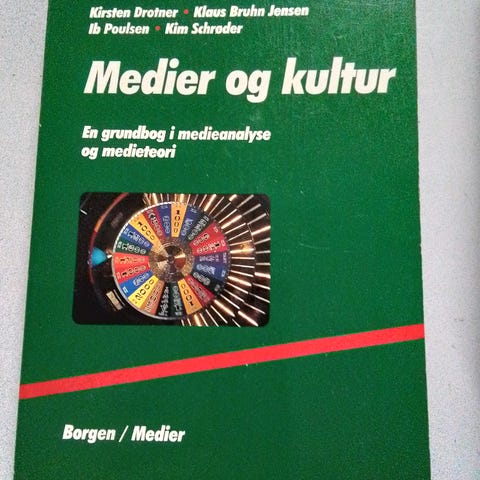 Kirsten Drotner • Klaus Bruhn Jensen
Ib Poulsen • Kim Schrøder
Medier og kultur
En grundbog i medieanalyse
og medieteori
1000
Borgen / Medier